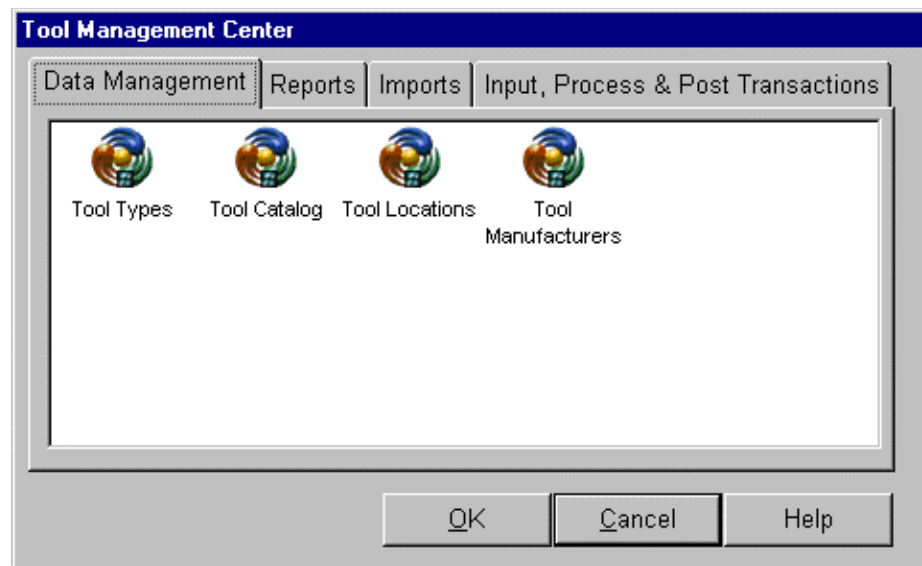 Tool Management Center
Data Management Reports Imports Input, Process & Post Transactions
Tool Types Tool Catalog Tool Locations Tool
Manufacturers
OK Cancel Help